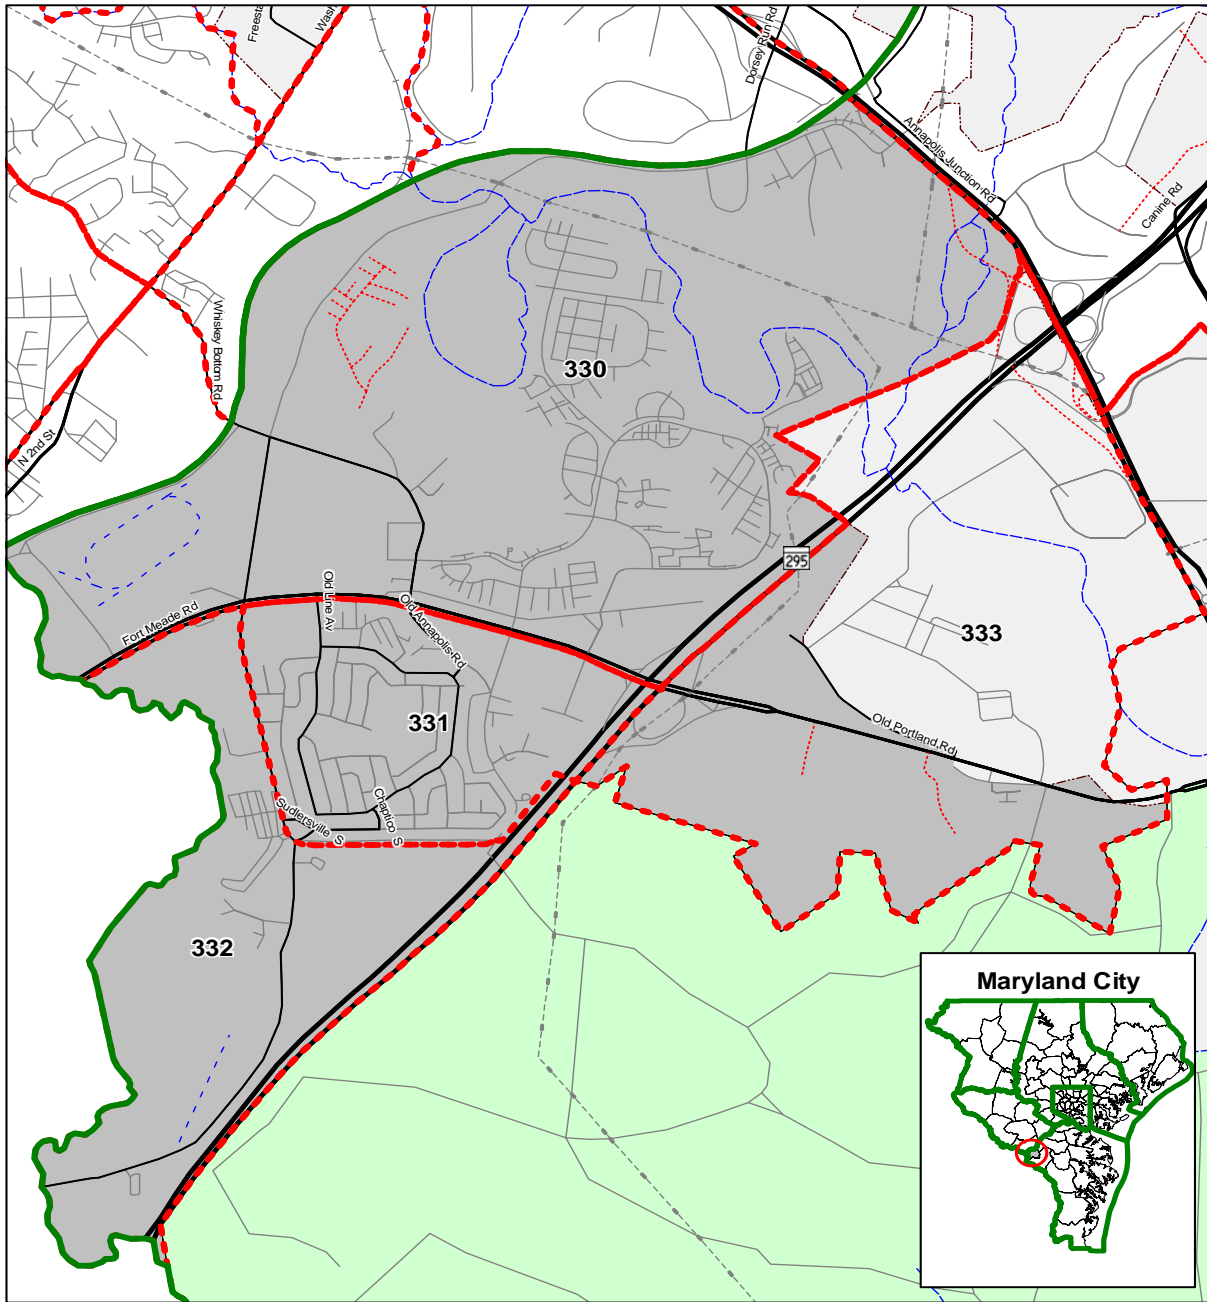 Freesta
Wash
Dorsey Run Rd
Annapolis Junction Rd
Canine Rd
Whiskey Bottom Rd
330
N 2nd St
295
Old Line Av
Old Annapolis Rd
Fort Meade Rd
333
331
Old Portland Rd
Chaptico S
Sudlersville S
332
Maryland City